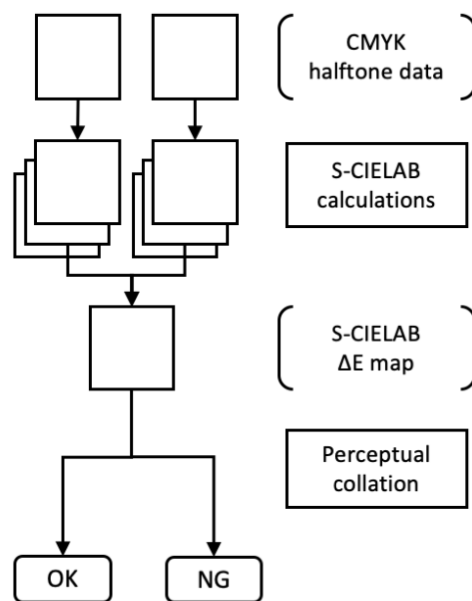 CMYK
halftone data
S-CIELAB
calculations
S-CIELAB
ΔE map
Perceptual
collation
OK
NG